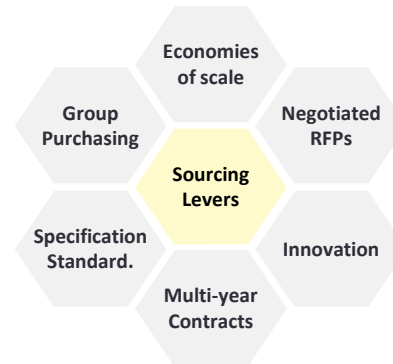 Economies
of scale
Group
Purchasing
Negotiated
RFPs
Sourcing
Levers
Specification
Standard.
Innovation
Multi-year
Contracts